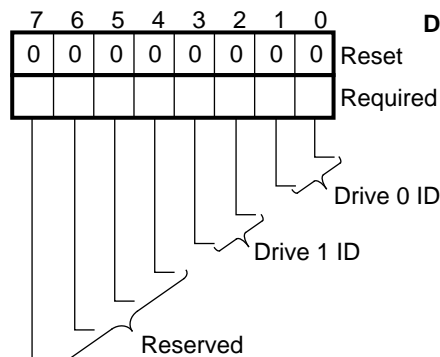 7 6 5 4 3 2 1 0 D
0 0 0 0 0 0 0 0 Reset
Required
Drive 0 ID
Drive 1 ID
Reserved